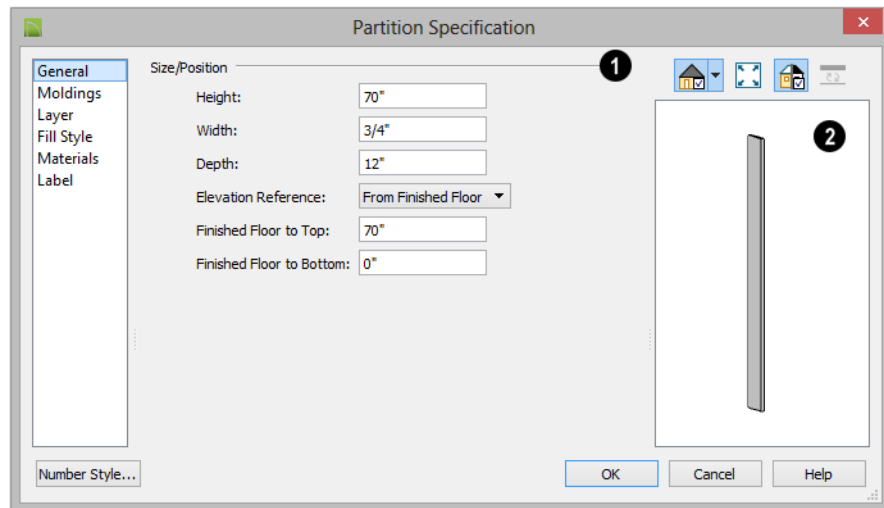 Partition Specification
General
Moldings
Layer
Fill Style
Materials
Label
Size/Position
1
Height: 70"
Width: 3/4"
Depth: 12"
Elevation Reference: From Finished Floor
Finished Floor to Top: 70"
Finished Floor to Bottom: 0"
2
Number Style...
OK
Cancel
Help